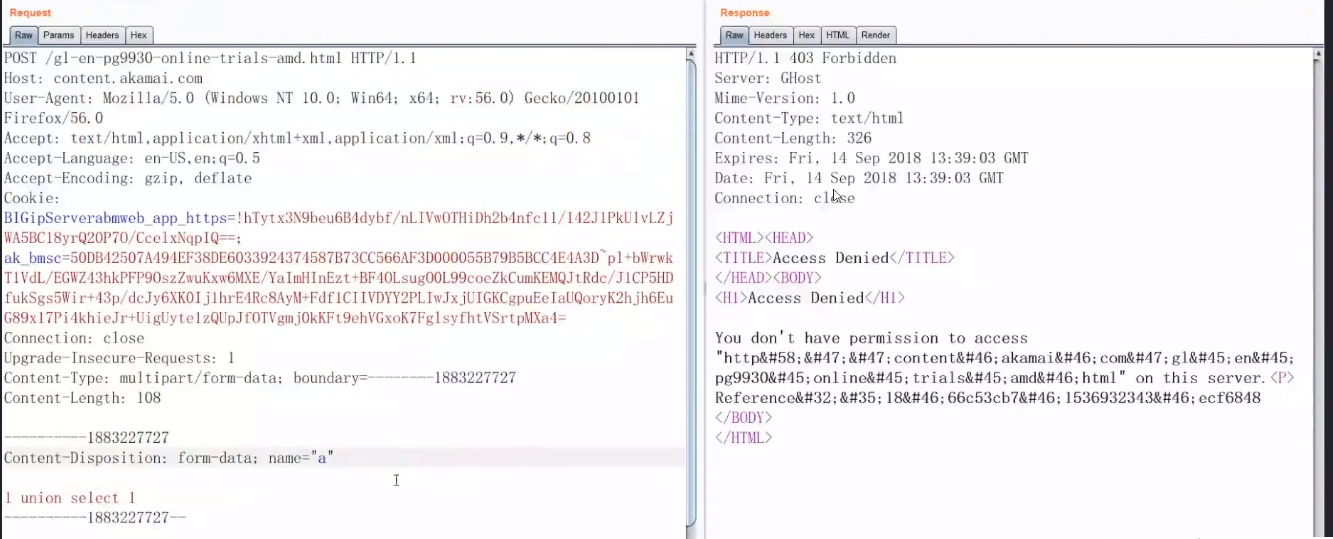 Request
Raw Params Headers Hex
POST /gl-en-pg9930-online-trials-amd.html HTTP/1.1
Host: content.akamai.com
User-Agent: Mozilla/5.0 (Windows NT 10.0; Win64; x64; rv:56.0) Gecko/20100101
Firefox/56.0
Accept: text/html,application/xhtml+xml,application/xml;q=0.9,*/*;q=0.8
Accept-Language: en-US,en;q=0.5
Accept-Encoding: gzip, deflate
Cookie:
BIGipServerabmweb_app_https=!hTytx3N9beu6B4dybf/nLIVwOTHiDh2b4nfc11/I42J1PkU1vLZj
WA5BC18yrQ2OP7O/CcelxNqpIQ==;
ak_bmsc=50DB42507A494EF38DE6033924374587B73CC566AF3D000055B79B5BCC4E4A3D~pl+bWrwk
T1VdL/EGWZ43hkPFP9OszZwuKxw6MXE/YaImHInEzt+BF4OLsugOOL99coeZkCumKEMQJtRdc/J1CP5HD
fukSgs5Wir+43p/dcJy6XKOIj1hrE4Rc8AyM+Fdf1CIIVDYY2PLIwJxjUIGKCgpuEeIaUQoryK2hjh6Eu
G89x17Pi4khieJr+UigUyte1zQUpJfOTVgmjOkKFt9ehVGxoK7Fg1syfhtVSrtpMXa4=
Connection: close
Upgrade-Insecure-Requests: 1
Content-Type: multipart/form-data; boundary=--------1883227727
Content-Length: 108
----------1883227727
Content-Disposition: form-data; name="a"
1 union select 1
----------1883227727--
Response
Raw Headers Hex HTML Render
HTTP/1.1 403 Forbidden
Server: GHost
Mime-Version: 1.0
Content-Type: text/html
Content-Length: 326
Expires: Fri, 14 Sep 2018 13:39:03 GMT
Date: Fri, 14 Sep 2018 13:39:03 GMT
Connection: close
<HTML><HEAD>
<TITLE>Access Denied</TITLE>
</HEAD><BODY>
<H1>Access Denied</H1>
You don't have permission to access
"http&#58;&#47;&#47;content&#46;akamai&#46;com&#47;gl&#45;en&#45;
pg9930&#45;online&#45;trials&#45;amd&#46;html" on this server.<P>
Reference&#32;&#35;18&#46;66c53cb7&#46;1536932343&#46;ecf6848
</BODY>
</HTML>